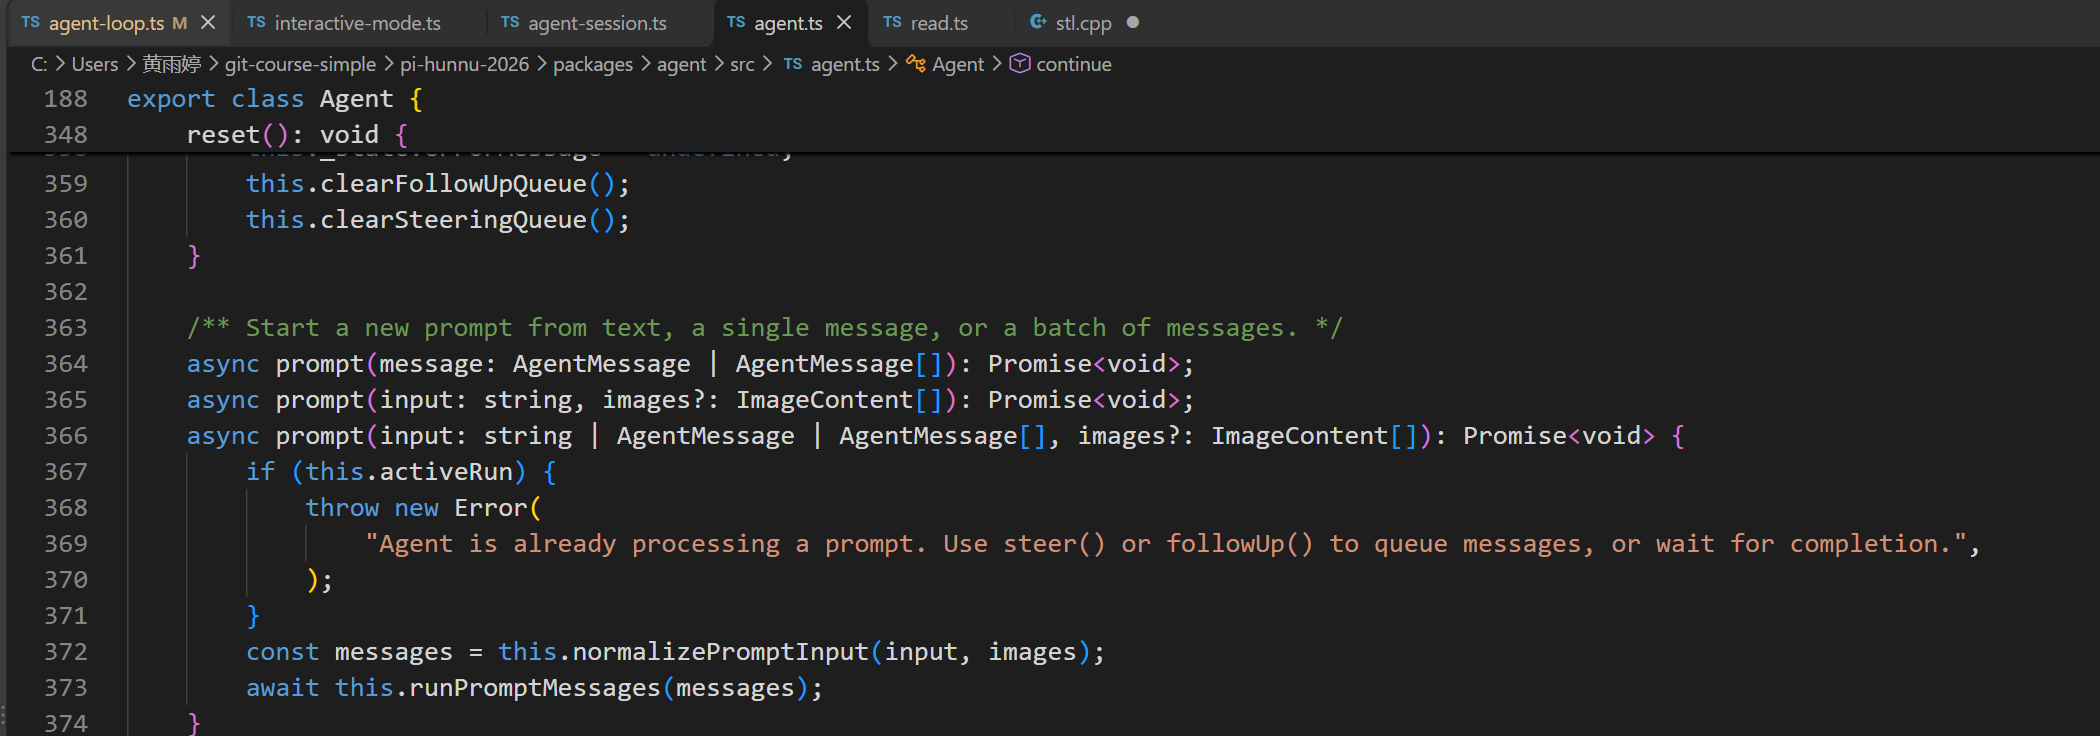 TS agent-loop.ts M TS interactive-mode.ts TS agent-session.ts TS agent.ts TS read.ts C+ stl.cpp
C: > Users > 黄雨婷 > git-course-simple > pi-hunnu-2026 > packages > agent > src > TS agent.ts > Agent > continue
188 export class Agent {
348 reset(): void {
359 this.clearFollowUpQueue();
360 this.clearSteeringQueue();
361 }
362
363 /** Start a new prompt from text, a single message, or a batch of messages. */
364 async prompt(message: AgentMessage | AgentMessage[]): Promise<void>;
365 async prompt(input: string, images?: ImageContent[]): Promise<void>;
366 async prompt(input: string | AgentMessage | AgentMessage[], images?: ImageContent[]): Promise<void> {
367 if (this.activeRun) {
368 throw new Error(
369 "Agent is already processing a prompt. Use steer() or followUp() to queue messages, or wait for completion.",
370 );
371 }
372 const messages = this.normalizePromptInput(input, images);
373 await this.runPromptMessages(messages);
374 }